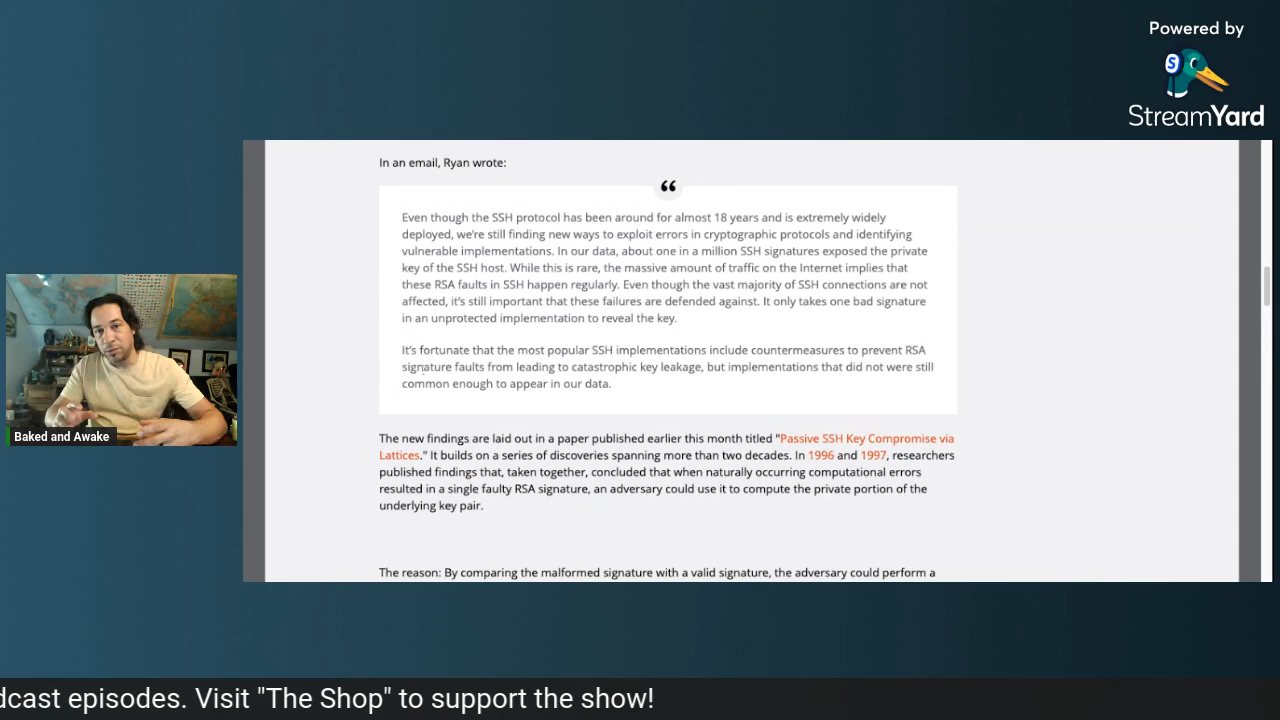 Powered by
S
StreamYard
In an email, Ryan wrote:
“
Even though the SSH protocol has been around for almost 18 years and is extremely widely
deployed, we’re still finding new ways to exploit errors in cryptographic protocols and identifying
vulnerable implementations. In our data, about one in a million SSH signatures exposed the private
key of the SSH host. While this is rare, the massive amount of traffic on the Internet implies that
these RSA faults in SSH happen regularly. Even though the vast majority of SSH connections are not
affected, it’s still important that these failures are defended against. It only takes one bad signature
in an unprotected implementation to reveal the key.
It’s fortunate that the most popular SSH implementations include countermeasures to prevent RSA
signature faults from leading to catastrophic key leakage, but implementations that did not were still
common enough to appear in our data.
The new findings are laid out in a paper published earlier this month titled "Passive SSH Key Compromise via
Lattices." It builds on a series of discoveries spanning more than two decades. In 1996 and 1997, researchers
published findings that, taken together, concluded that when naturally occurring computational errors
resulted in a single faulty RSA signature, an adversary could use it to compute the private portion of the
underlying key pair.
The reason: By comparing the malformed signature with a valid signature, the adversary could perform a
Baked and Awake
dcast episodes. Visit "The Shop" to support the show!